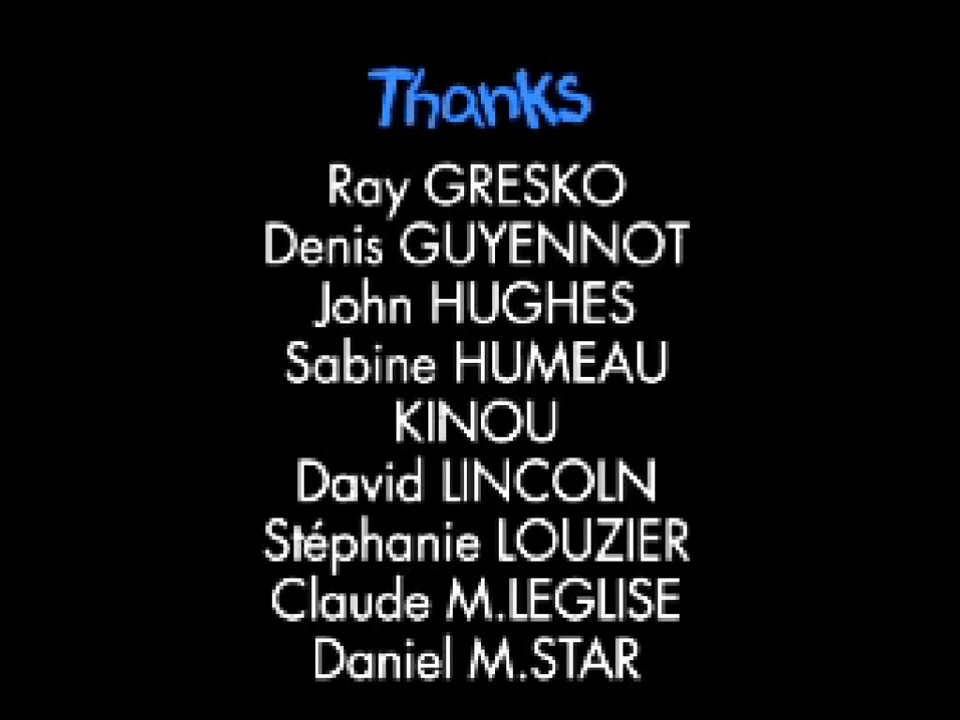 Thanks
Ray GRESKO
Denis GUYENNOT
John HUGHES
Sabine HUMEAU
KINOU
David LINCOLN
Stéphanie LOUZIER
Claude M.LEGLISE
Daniel M.STAR